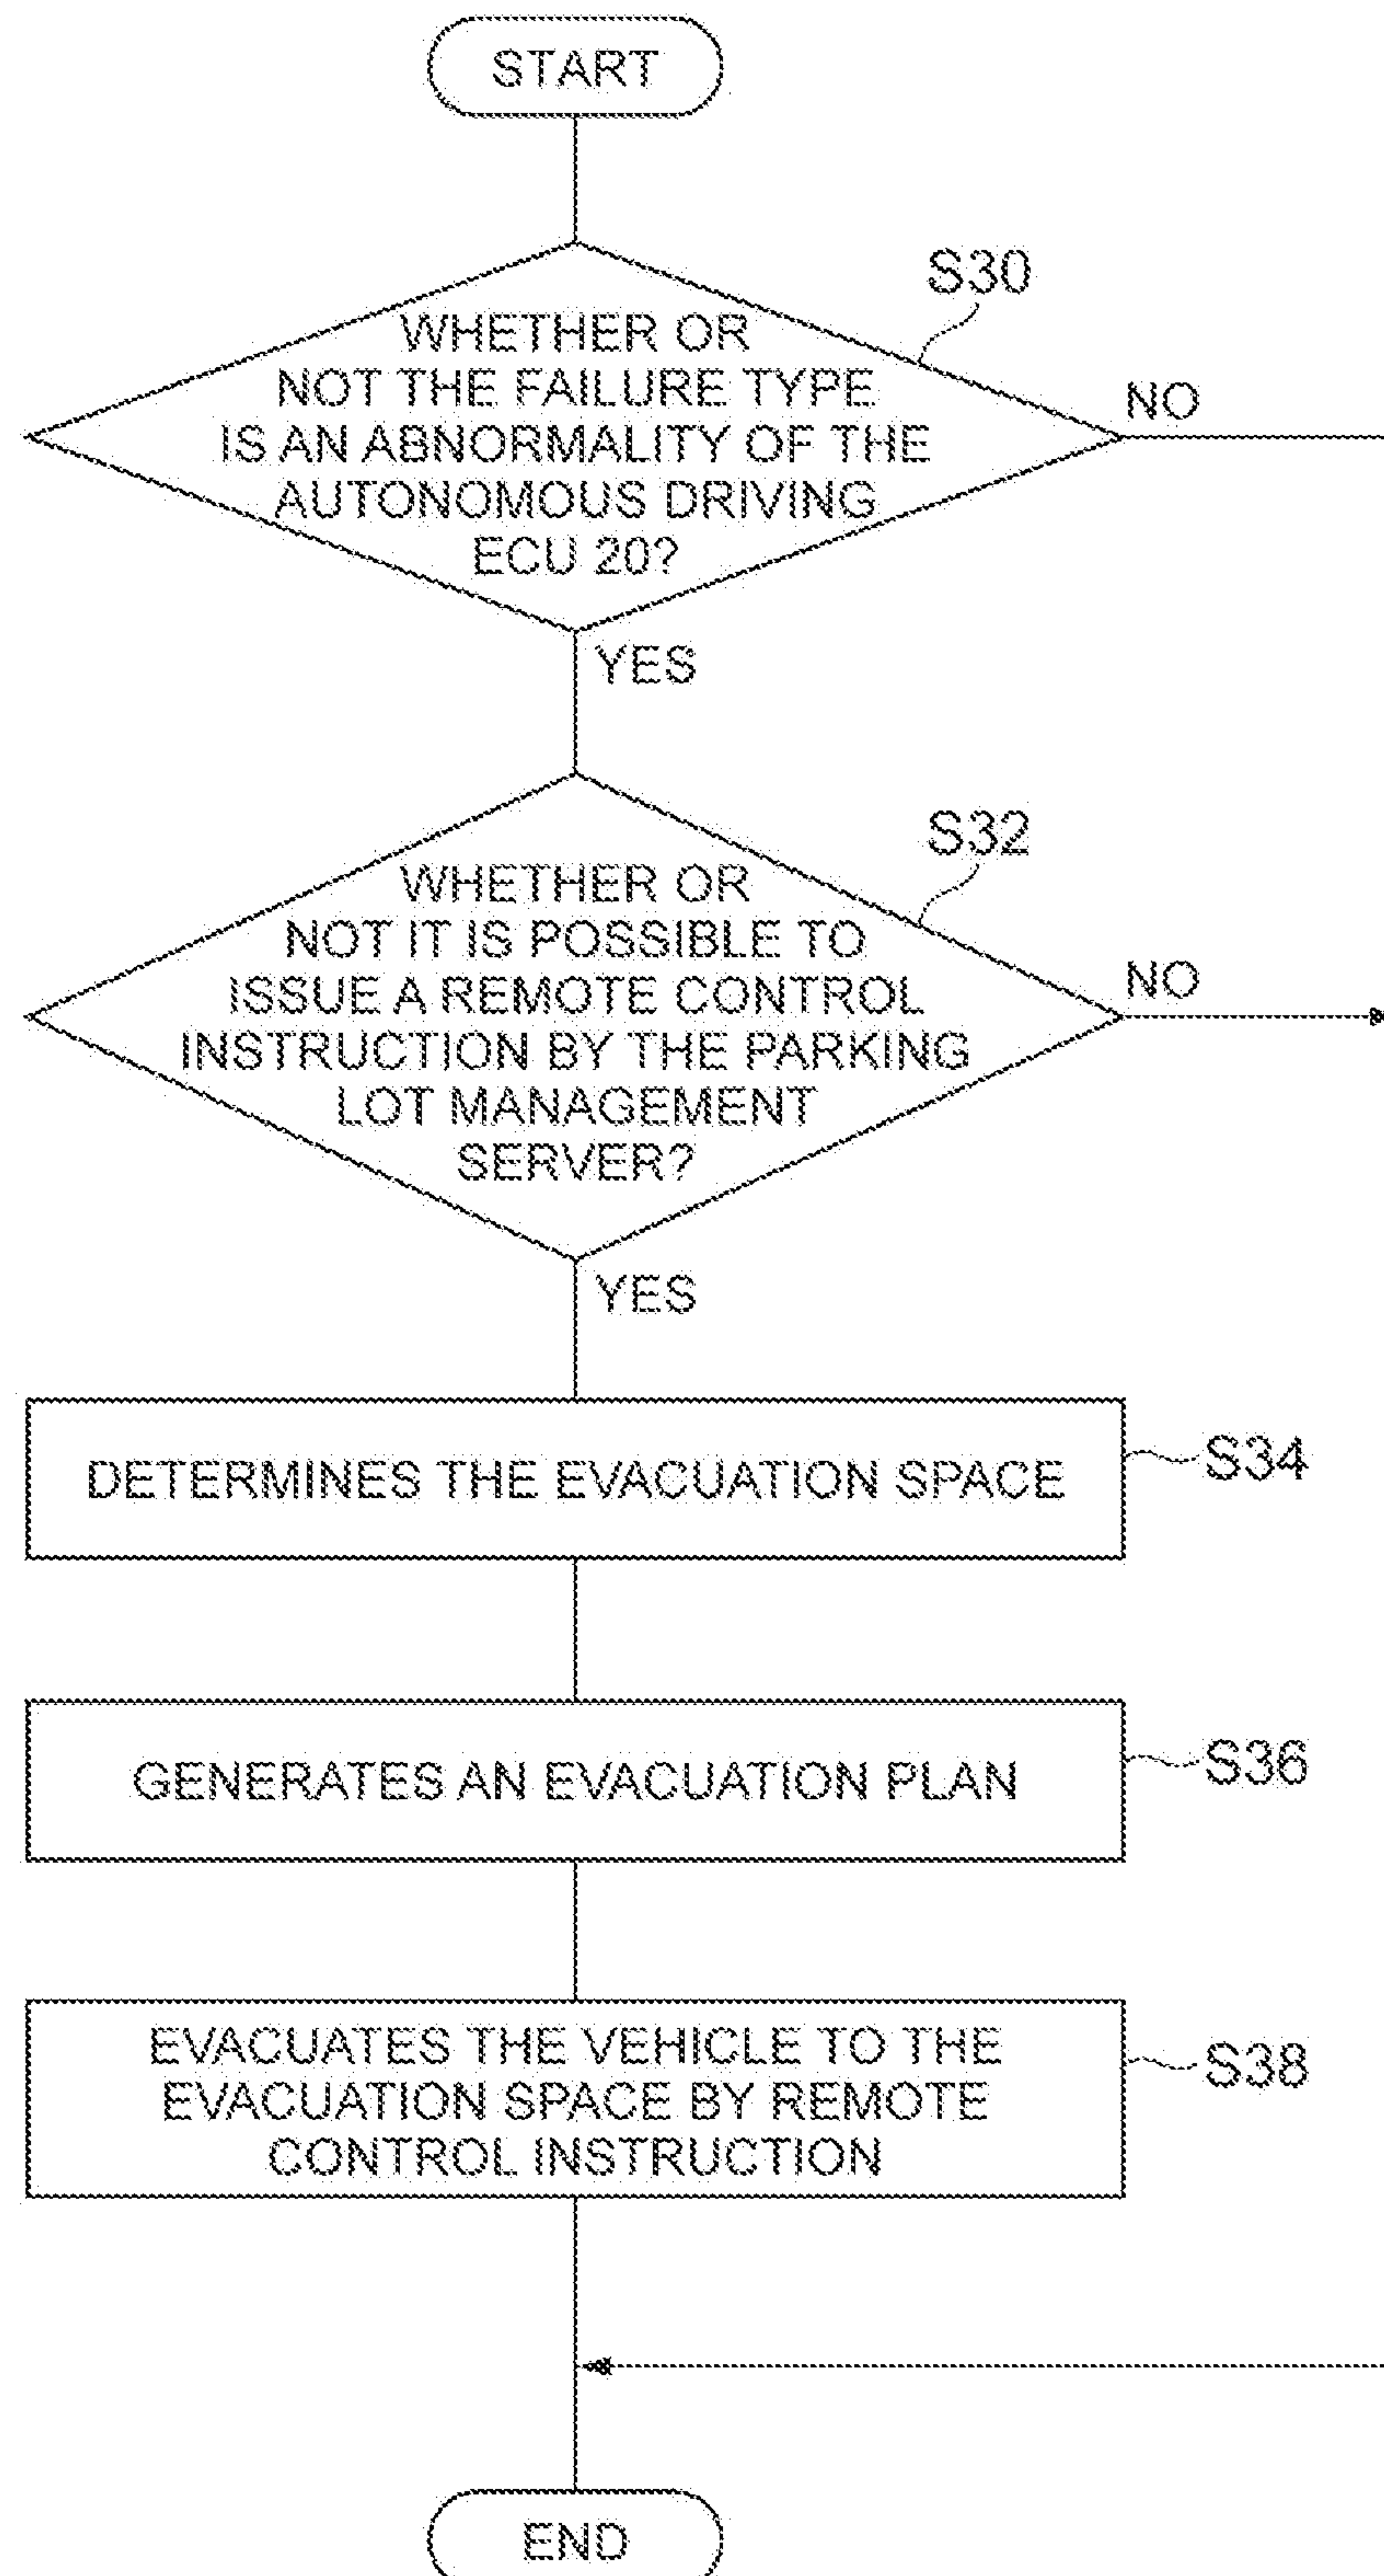 START
S30
WHETHER OR
NOT THE FAILURE TYPE
IS AN ABNORMALITY OF THE
AUTONOMOUS DRIVING
ECU 20?
NO
YES
S32
WHETHER OR
NOT IT IS POSSIBLE TO
ISSUE A REMOTE CONTROL
INSTRUCTION BY THE PARKING
LOT MANAGEMENT
SERVER?
NO
YES
DETERMINES THE EVACUATION SPACE
S34
GENERATES AN EVACUATION PLAN
S36
EVACUATES THE VEHICLE TO THE
EVACUATION SPACE BY REMOTE
CONTROL INSTRUCTION
S38
END